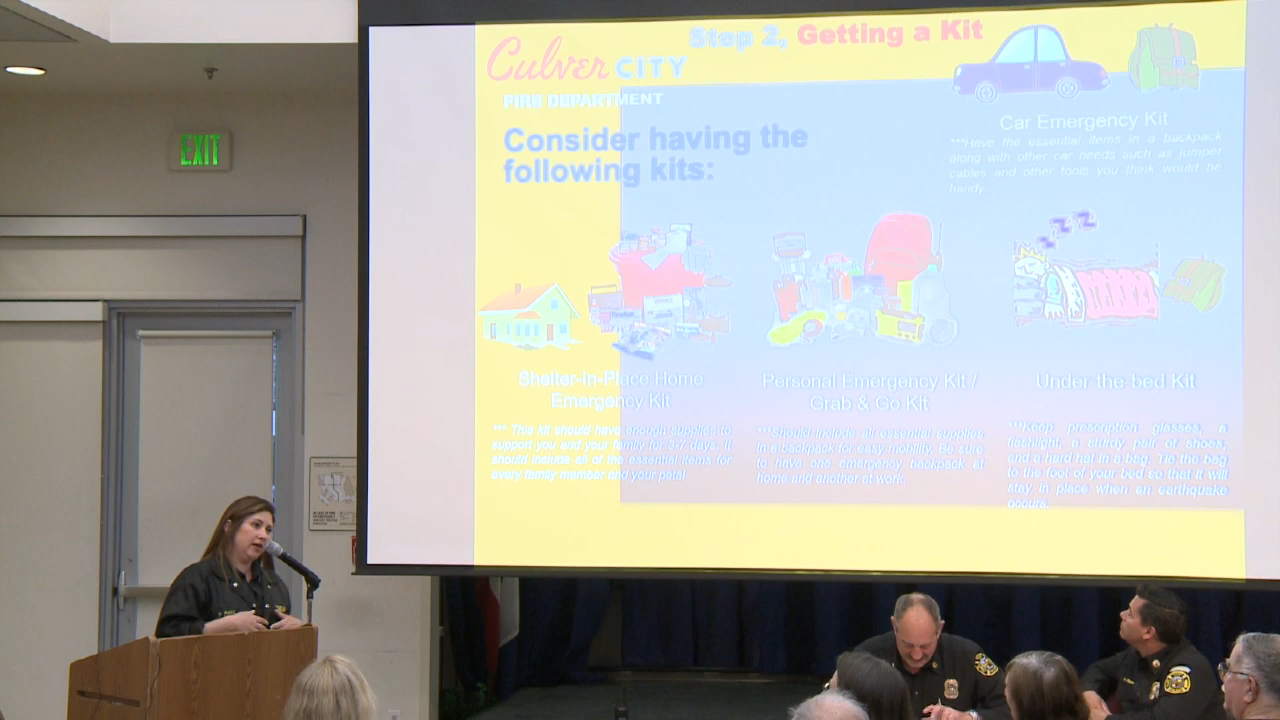 Step 2, Getting a Kit
Culver CITY
FIRE DEPARTMENT
EXIT
Consider having the
following kits:
Car Emergency Kit
***Have the essential items in a backpack
along with other car needs such as jumper
cables and other tools you think would be
handy.
Shelter-in-Place Home
Emergency Kit
*** This kit should have enough supplies to
support you and your family for 3-7 days. It
should include all of the essential items for
every family member and your pets!
Personal Emergency Kit /
Grab & Go Kit
***Should include all essential supplies
in a backpack for easy mobility. Be sure
to have one emergency backpack at
home and another at work.
Under-the-bed Kit
***Keep prescription glasses, a
flashlight, a sturdy pair of shoes,
and a hard hat in a bag. Tie the bag
to the foot of your bed so that it will
stay in place when an earthquake
occurs.